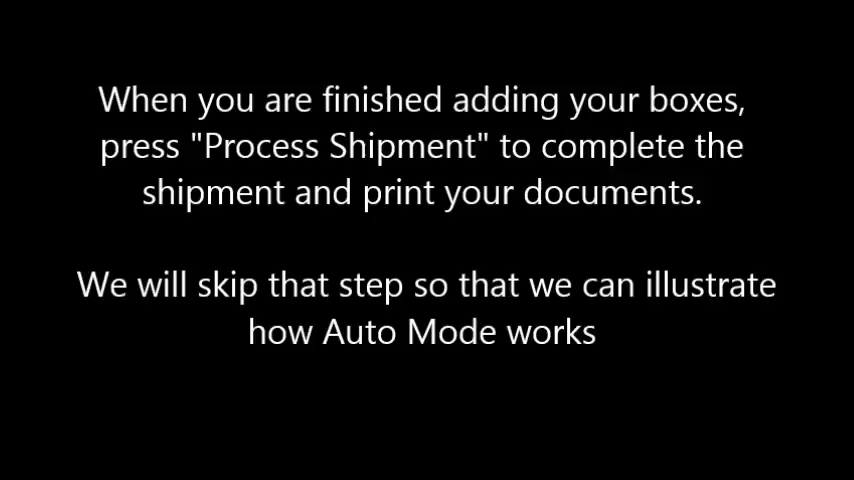 When you are finished adding your boxes,
press "Process Shipment" to complete the
shipment and print your documents.
We will skip that step so that we can illustrate
how Auto Mode works